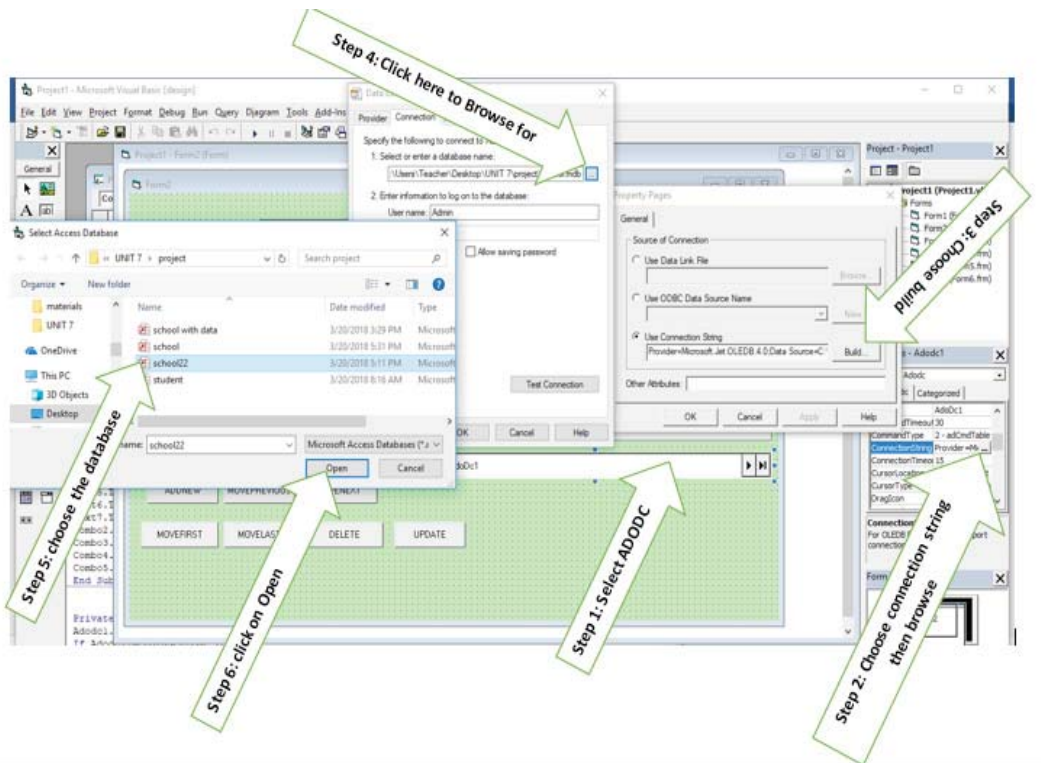 Step 4: Click here to Browse for
Project1 - Microsoft Visual Basic [design]
File Edit View Project Format Debug Run Query Diagram Tools Add-Ins
General
Project1 - Form2 (Form)
Form2
Provider Connection
Specify the following to connect to
1. Select or enter a database name:
\Users\Teacher\Desktop\UNIT 7\project
2. Enter information to log on to the database:
User name: Admin
Allow saving password
Test Connection
OK Cancel Help
Property Pages
General
Source of Connection
Use Data Link File
Browse...
Use ODBC Data Source Name
New
Use Connection String
Provider=Microsoft.Jet.OLEDB.4.0;Data Source=C
Build...
Other Attributes:
OK Cancel Apply Help
Project - Project1
Forms
Step 3: Choose build
Select Access Database
UNIT 7 › project
Search project
Organize New folder
materials
UNIT 7
OneDrive
This PC
3D Objects
Desktop
Name Date modified Type
school with data 3/20/2018 3:29 PM Microsoft
school 3/20/2018 5:31 PM Microsoft
school22 3/20/2018 5:11 PM Microsoft
student 3/20/2018 8:16 AM Microsoft
name: school22
Microsoft Access Databases
Open Cancel
Step 5: choose the database
Step 6: click on Open
ADDNEW MOVEPREVIOUS
MOVEFIRST MOVELAST DELETE UPDATE
Step 1: Select ADODC
- Adodc1
Adodc
Categorized
AdoDc1
30
CommandType 2 - adCmdTable
ConnectionString Provider=Mi
ConnectionTimeou 15
CursorLocation
CursorType
DragIcon
Step 2: Choose connection string then browse
Combo2.
Combo3.
Combo4.
Combo5.
End Sub
Private
Adodc1.